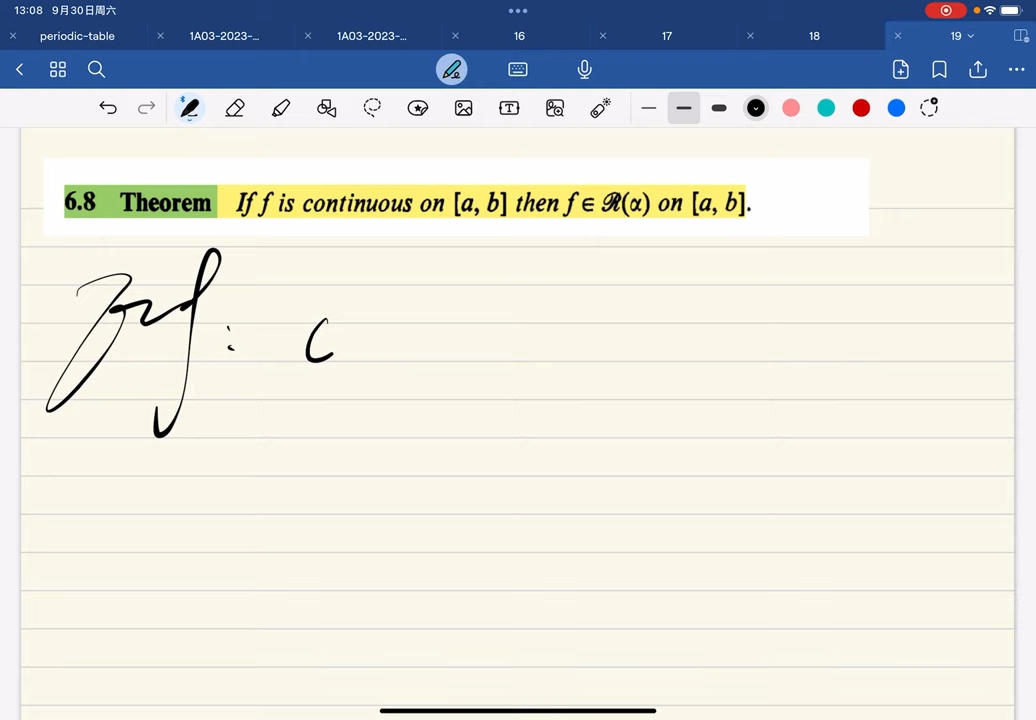 13:08 9月30日周六
periodic-table 1A03-2023-... 1A03-2023-... 16 17 18 19
6.8 Theorem If f is continuous on [a, b] then f ∈ ℛ(α) on [a, b].
Proof: C